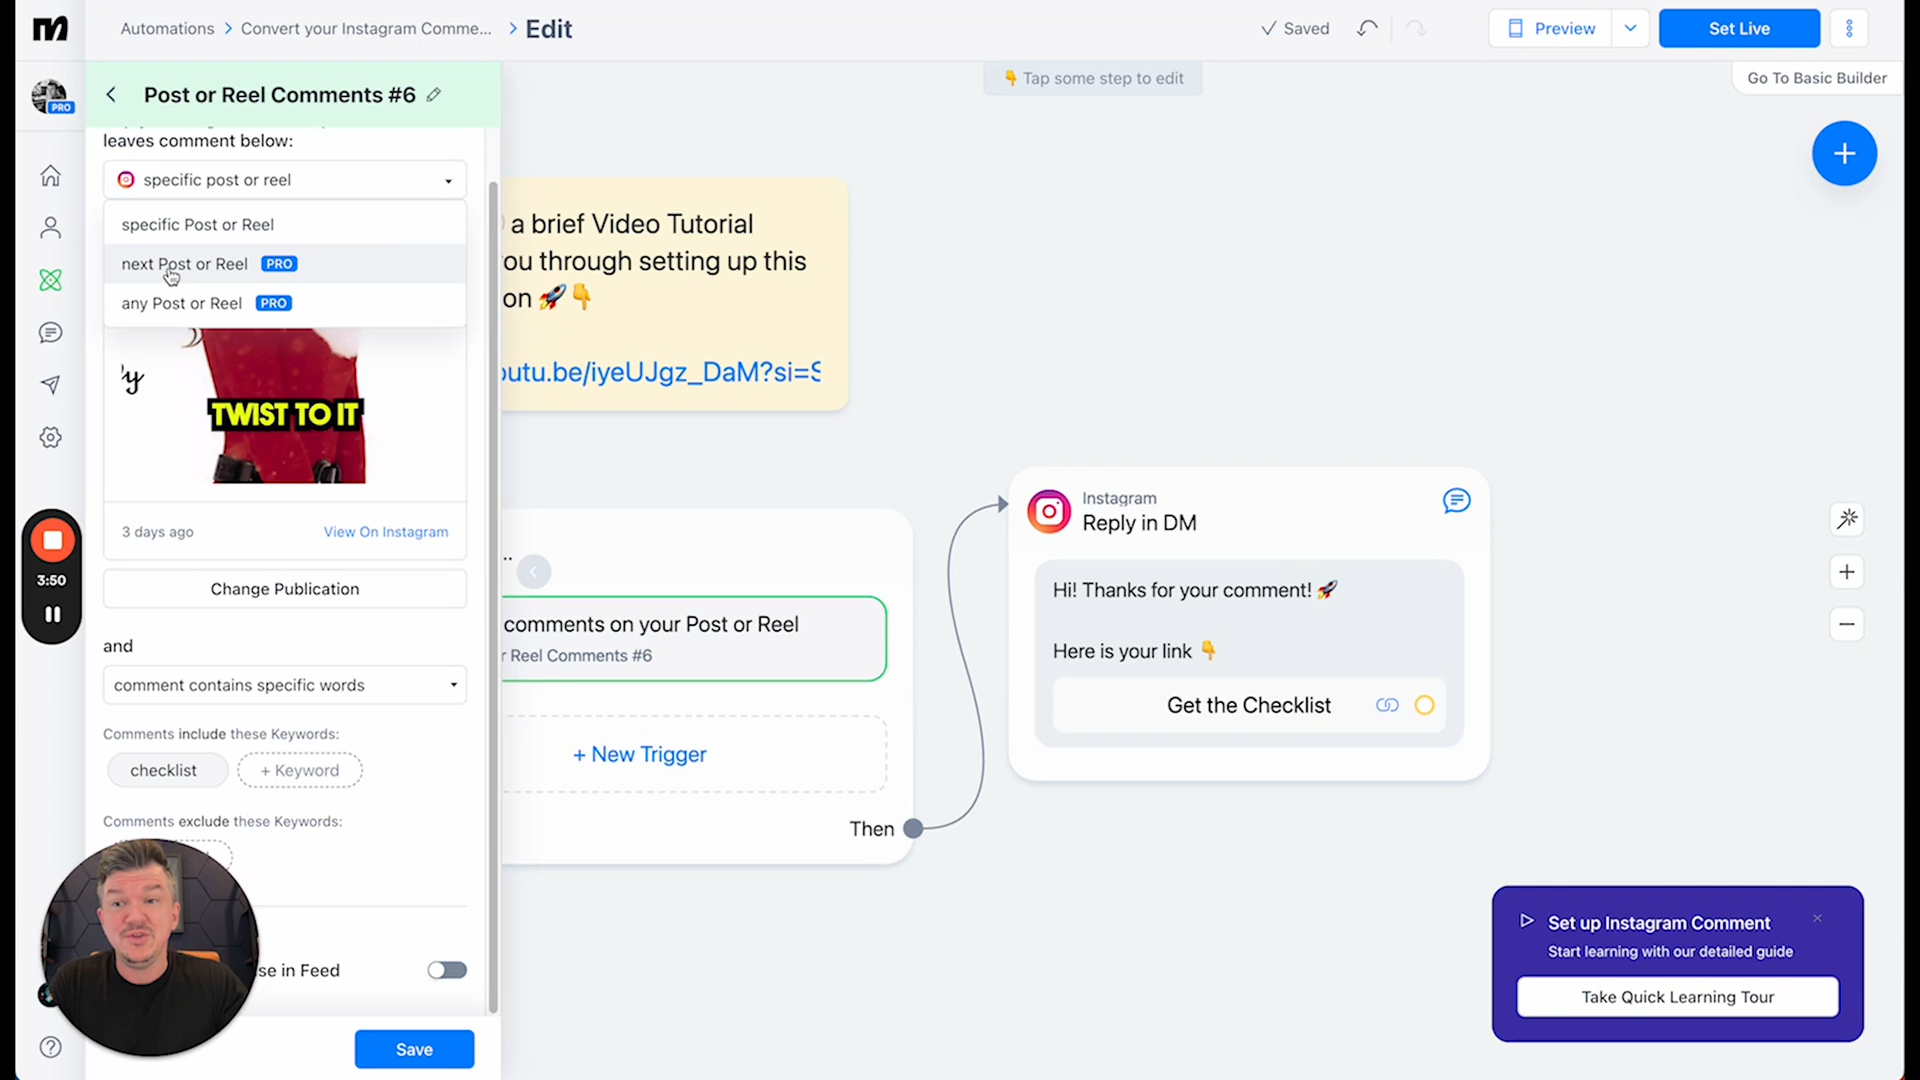 Automations > Convert your Instagram Comme... > Edit
Saved
Preview
Set Live
PRO
Post or Reel Comments #6
👇 Tap some step to edit
Go To Basic Builder
leaves comment below:
specific post or reel
specific Post or Reel
next Post or Reel PRO
any Post or Reel PRO
TWIST TO IT
3 days ago
View On Instagram
Change Publication
and
comment contains specific words
Comments include these Keywords:
checklist
+ Keyword
Comments exclude these Keywords:
se in Feed
Save
3:50
a brief Video Tutorial
ou through setting up this
on 🚀👇
outu.be/iyeUJgz_DaM?si=S
..
comments on your Post or Reel
r Reel Comments #6
+ New Trigger
Then
Instagram
Reply in DM
Hi! Thanks for your comment! 🚀
Here is your link 👇
Get the Checklist
Set up Instagram Comment
Start learning with our detailed guide
Take Quick Learning Tour